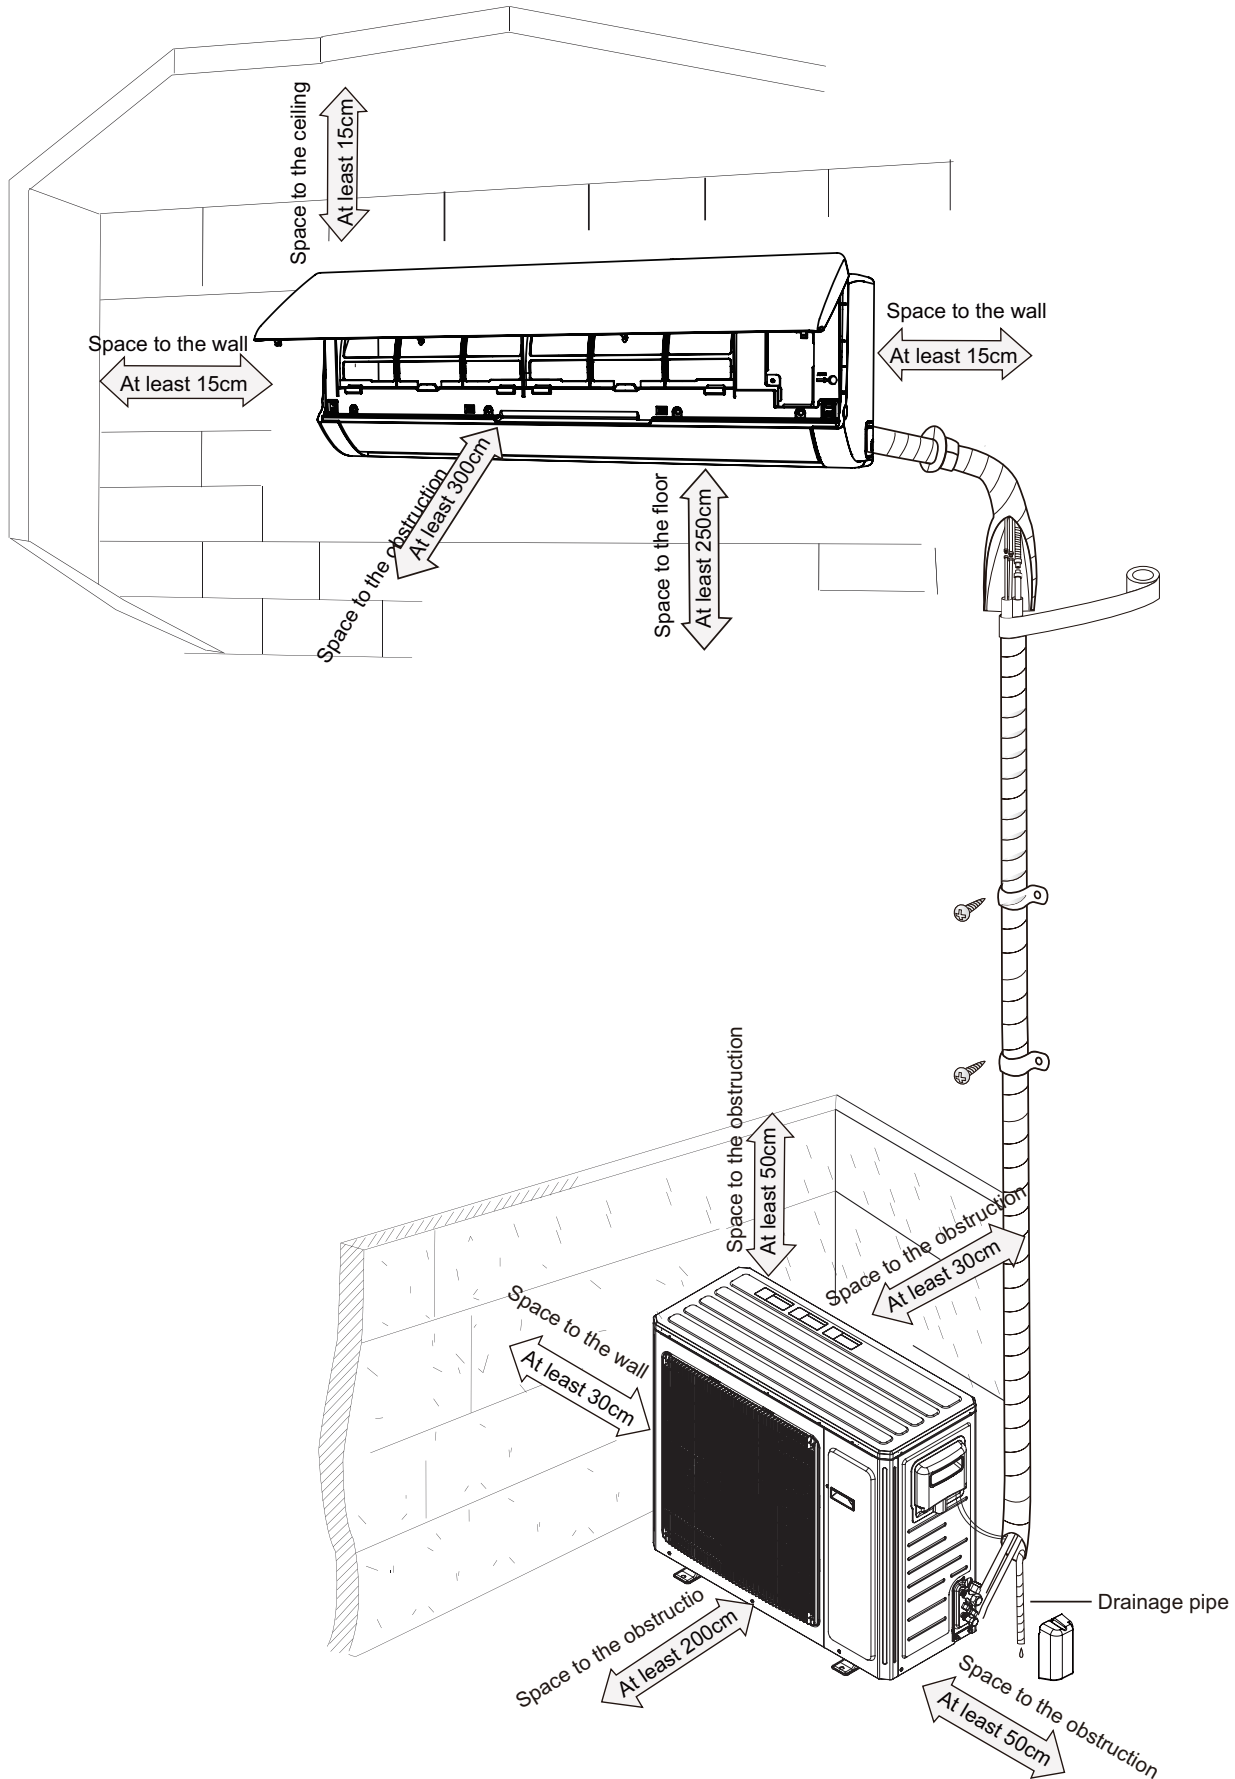 Space to the ceiling
At least 15cm
Space to the wall
At least 15cm
Space to the wall
At least 15cm
Space to the obstruction
At least 300cm
Space to the floor
At least 250cm
Space to the obstruction
At least 50cm
Space to the obstruction
At least 30cm
Space to the wall
At least 30cm
Space to the obstructio
At least 200cm
Drainage pipe
Space to the obstruction
At least 50cm